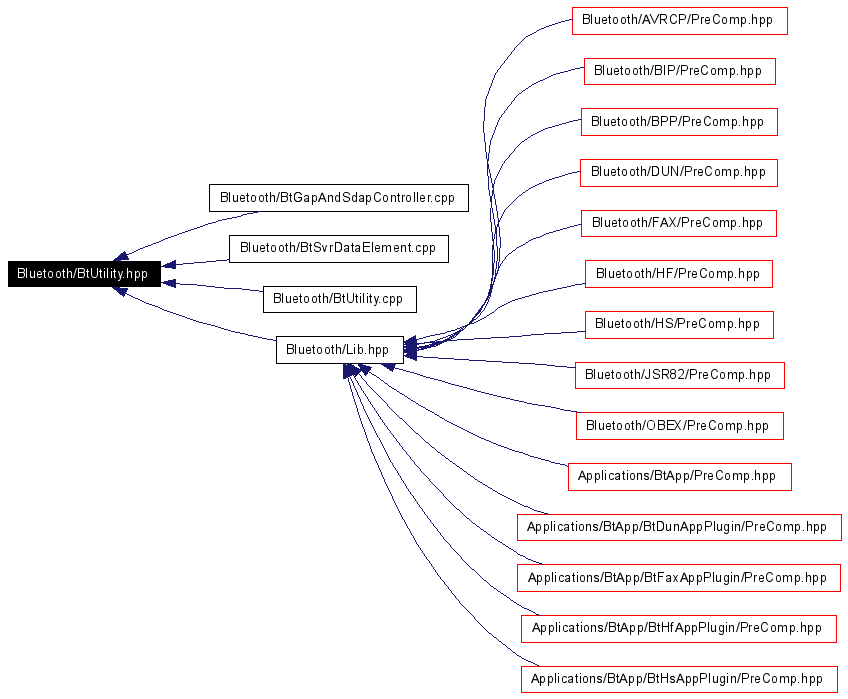 Bluetooth/AVRCP/PreComp.hpp
Bluetooth/BIP/PreComp.hpp
Bluetooth/BPP/PreComp.hpp
Bluetooth/DUN/PreComp.hpp
Bluetooth/BtGapAndSdapController.cpp
Bluetooth/FAX/PreComp.hpp
Bluetooth/BtSvrDataElement.cpp
Bluetooth/BtUtility.hpp
Bluetooth/HF/PreComp.hpp
Bluetooth/BtUtility.cpp
Bluetooth/HS/PreComp.hpp
Bluetooth/Lib.hpp
Bluetooth/JSR82/PreComp.hpp
Bluetooth/OBEX/PreComp.hpp
Applications/BtApp/PreComp.hpp
Applications/BtApp/BtDunAppPlugin/PreComp.hpp
Applications/BtApp/BtFaxAppPlugin/PreComp.hpp
Applications/BtApp/BtHfAppPlugin/PreComp.hpp
Applications/BtApp/BtHsAppPlugin/PreComp.hpp